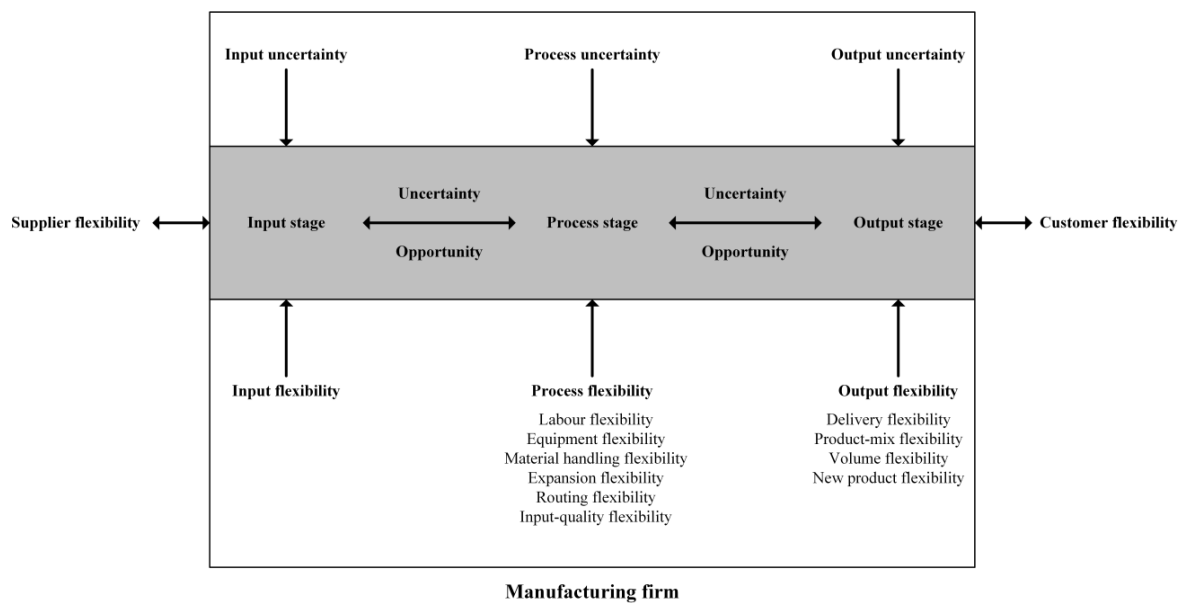 Input uncertainty
Process uncertainty
Output uncertainty
Supplier flexibility
Input stage
Uncertainty
Opportunity
Process stage
Uncertainty
Opportunity
Output stage
Customer flexibility
Input flexibility
Process flexibility
Labour flexibility
Equipment flexibility
Material handling flexibility
Expansion flexibility
Routing flexibility
Input-quality flexibility
Output flexibility
Delivery flexibility
Product-mix flexibility
Volume flexibility
New product flexibility
Manufacturing firm